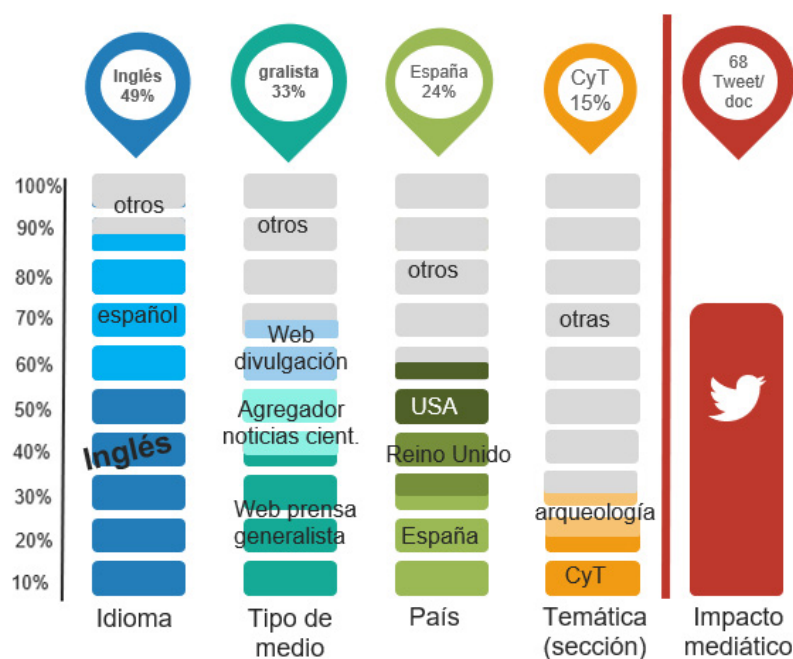 Inglés
49%
gralista
33%
España
24%
CyT
15%
68
Tweet/
doc
100%
90%
80%
70%
60%
50%
40%
30%
20%
10%
otros
español
Inglés
Idioma
otros
Web
divulgación
Agregador
noticias cient.
Web prensa
generalista
Tipo de
medio
otros
USA
Reino Unido
España
País
otras
arqueología
CyT
Temática
(sección)
Impacto
mediático